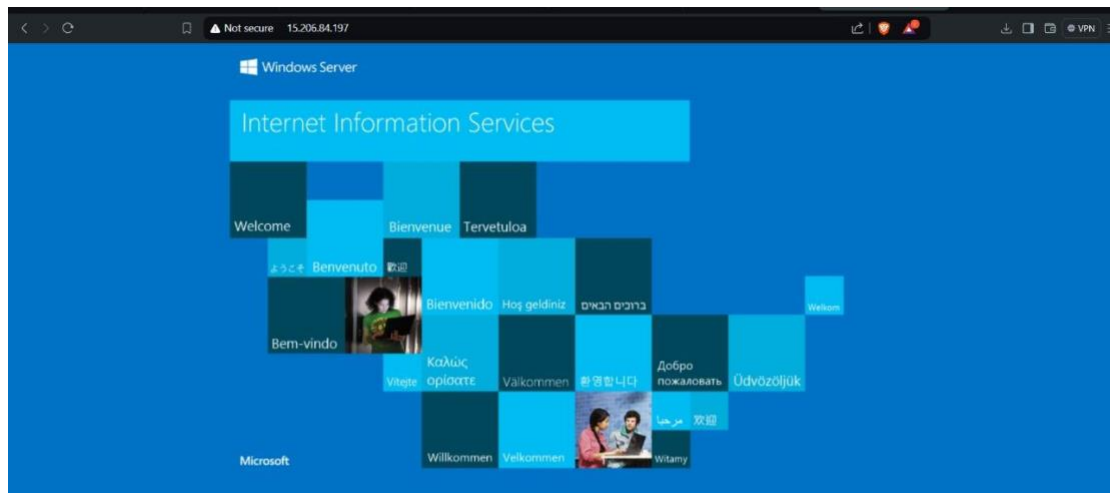 Not secure 15.206.84.197
VPN
Windows Server
Internet Information Services
Welcome
Bienvenue
Tervetuloa
ようこそ
Benvenuto
歡迎
Bienvenido
Hoş geldiniz
ברוכים הבאים
Welkom
Bem-vindo
Vítejte
Καλώς
ορίσατε
Välkommen
환영합니다
Добро
пожаловать
Üdvözöljük
مرحبا
欢迎
Willkommen
Velkommen
Witamy
Microsoft